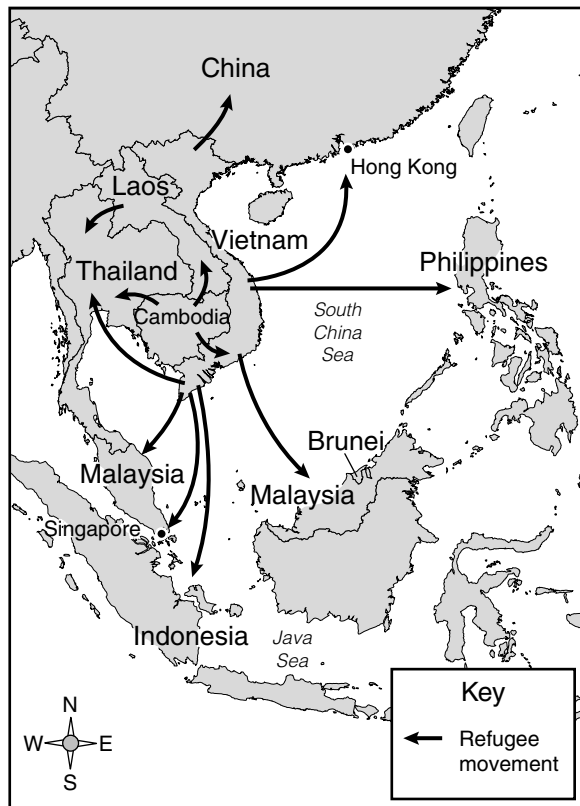 China
Hong Kong
Laos
Vietnam
Thailand
Philippines
Cambodia
South
China
Sea
Brunei
Malaysia
Malaysia
Singapore
Indonesia
Java
Sea
Key
Refugee
movement
N
W E
S